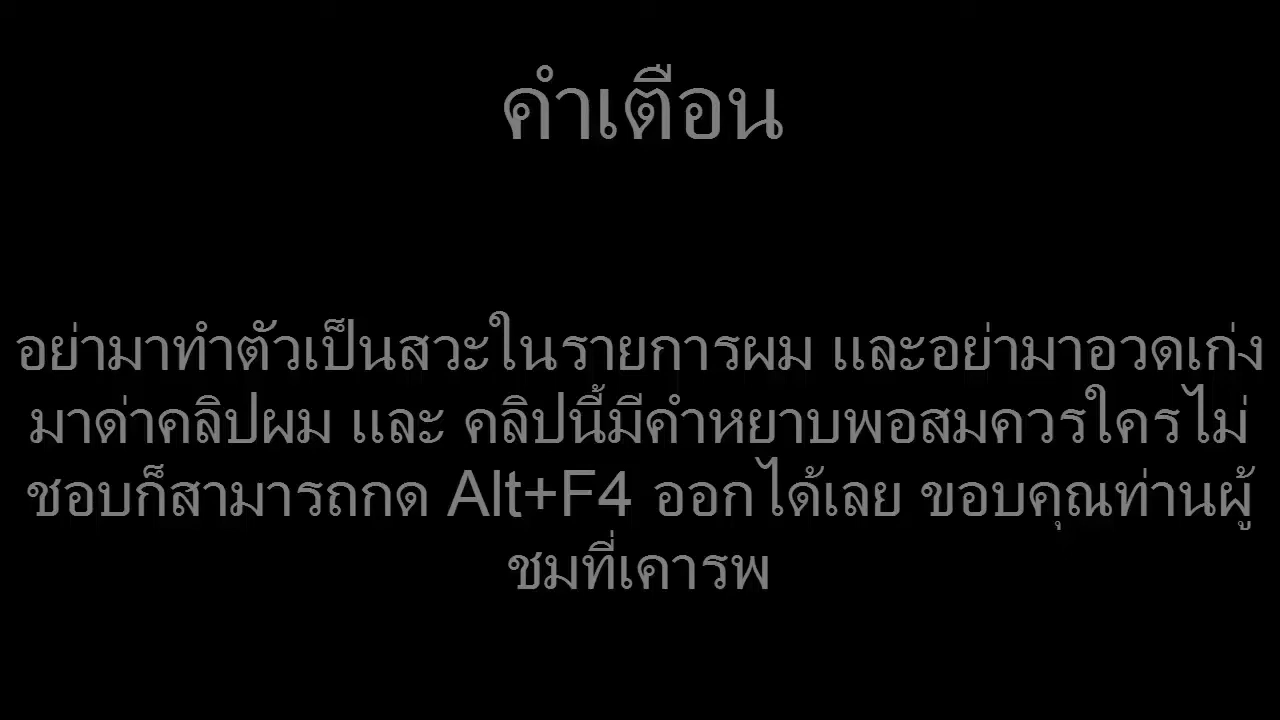 คำเตือน
อย่ามาทำตัวเป็นสวะในรายการผม และอย่ามาอวดเก่ง
มาด่าคลิปผม และ คลิปนี้มีคำหยาบพอสมควรใครไม่
ชอบก็สามารถกด Alt+F4 ออกได้เลย ขอบคุณท่านผู้
ชมที่เคารพ